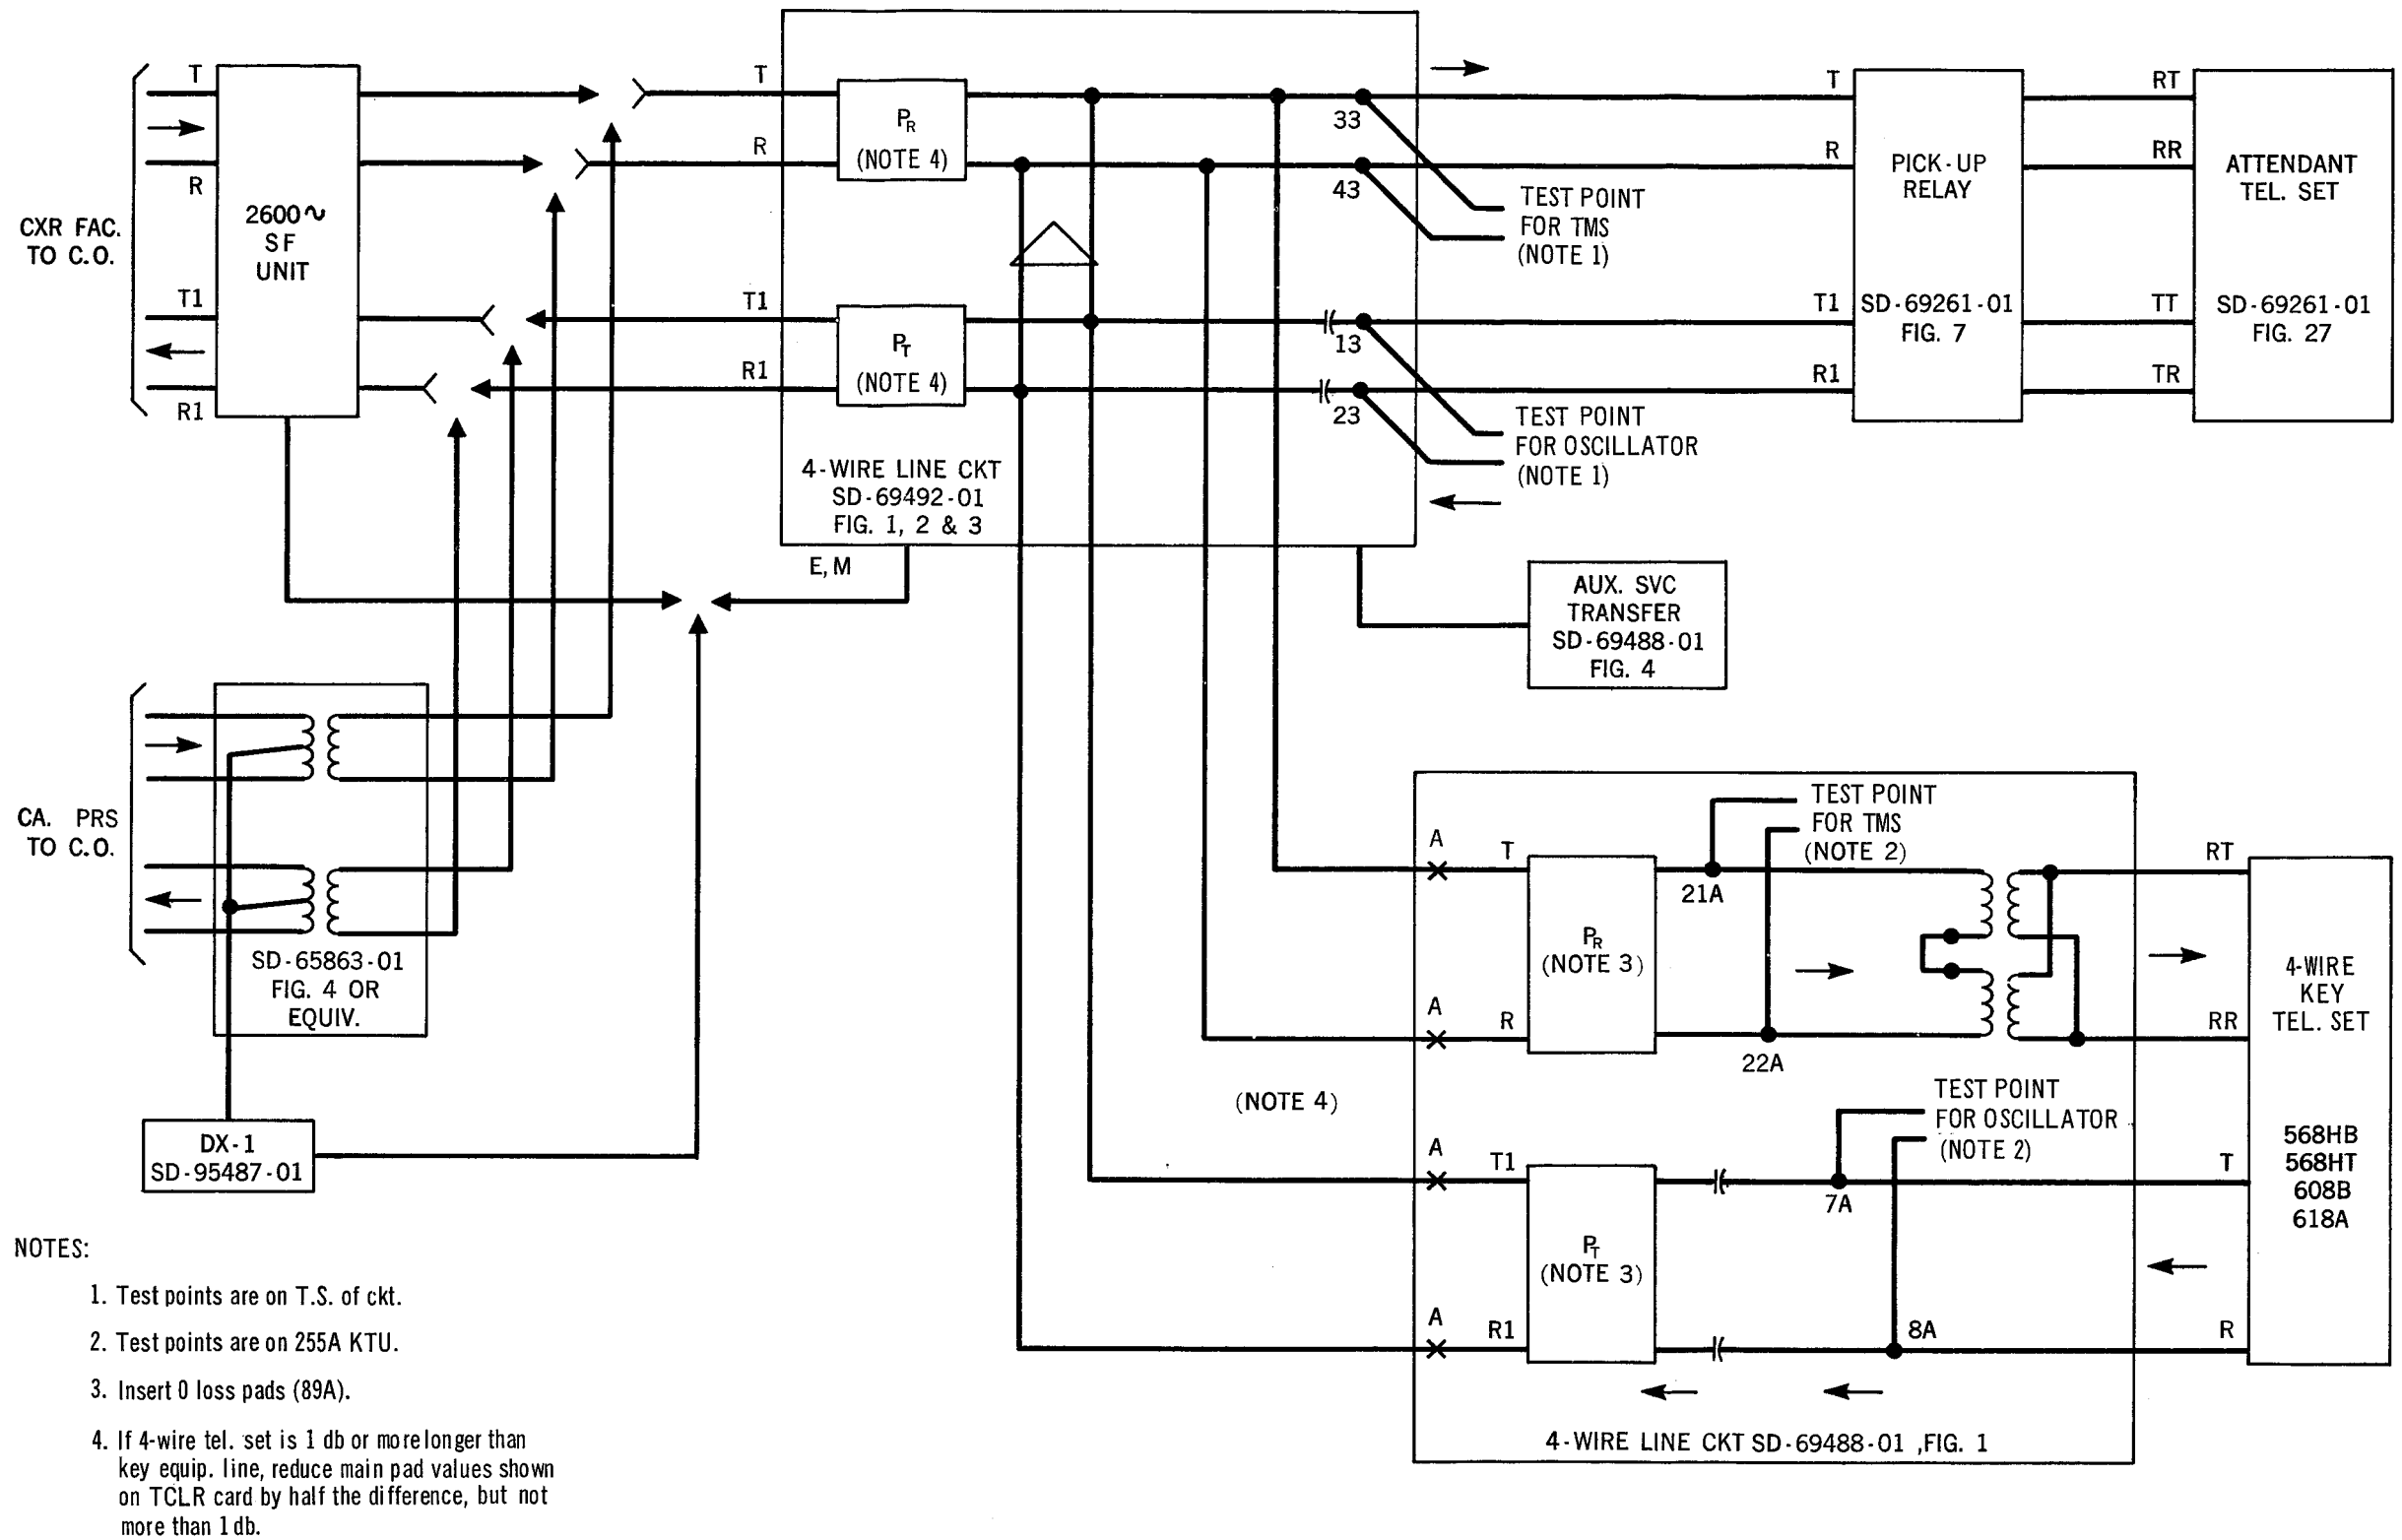 T
R
CXR FAC.
TO C.O.
T1
R1
2600∿
SF
UNIT
T
R
T1
R1
PR
(NOTE 4)
PT
(NOTE 4)
4-WIRE LINE CKT
SD-69492-01
FIG. 1, 2 & 3
E, M
33
43
13
23
TEST POINT
FOR TMS
(NOTE 1)
TEST POINT
FOR OSCILLATOR
(NOTE 1)
T
R
T1
R1
PICK-UP
RELAY
SD-69261-01
FIG. 7
RT
RR
TT
TR
ATTENDANT
TEL. SET
SD-69261-01
FIG. 27
AUX. SVC
TRANSFER
SD-69488-01
FIG. 4
CA. PRS
TO C.O.
SD-65863-01
FIG. 4 OR
EQUIV.
DX-1
SD-95487-01
(NOTE 4)
A
T
A
R
A
T1
A
R1
PR
(NOTE 3)
PT
(NOTE 3)
21A
22A
TEST POINT
FOR TMS
(NOTE 2)
TEST POINT
FOR OSCILLATOR
(NOTE 2)
7A
8A
RT
RR
T
R
4-WIRE
KEY
TEL. SET
568HB
568HT
608B
618A
4-WIRE LINE CKT SD-69488-01 ,FIG. 1
NOTES:
1. Test points are on T.S. of ckt.
2. Test points are on 255A KTU.
3. Insert 0 loss pads (89A).
4. If 4-wire tel. set is 1 db or more longer than
key equip. line, reduce main pad values shown
on TCLR card by half the difference, but not
more than 1 db.